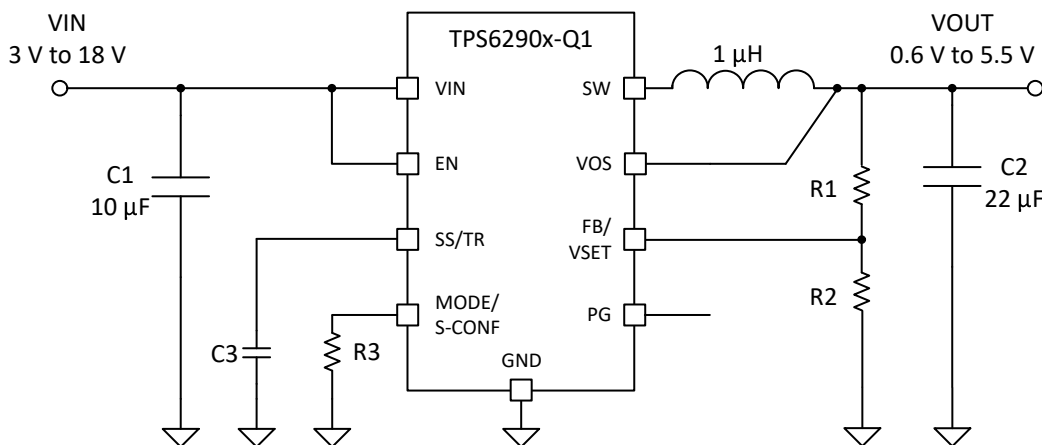 VIN
3 V to 18 V
TPS6290x-Q1
VOUT
0.6 V to 5.5 V
1 µH
VIN
SW
EN
VOS
C1
10 µF
R1
C2
22 µF
SS/TR
FB/
VSET
R2
MODE/
S-CONF
PG
C3
R3
GND